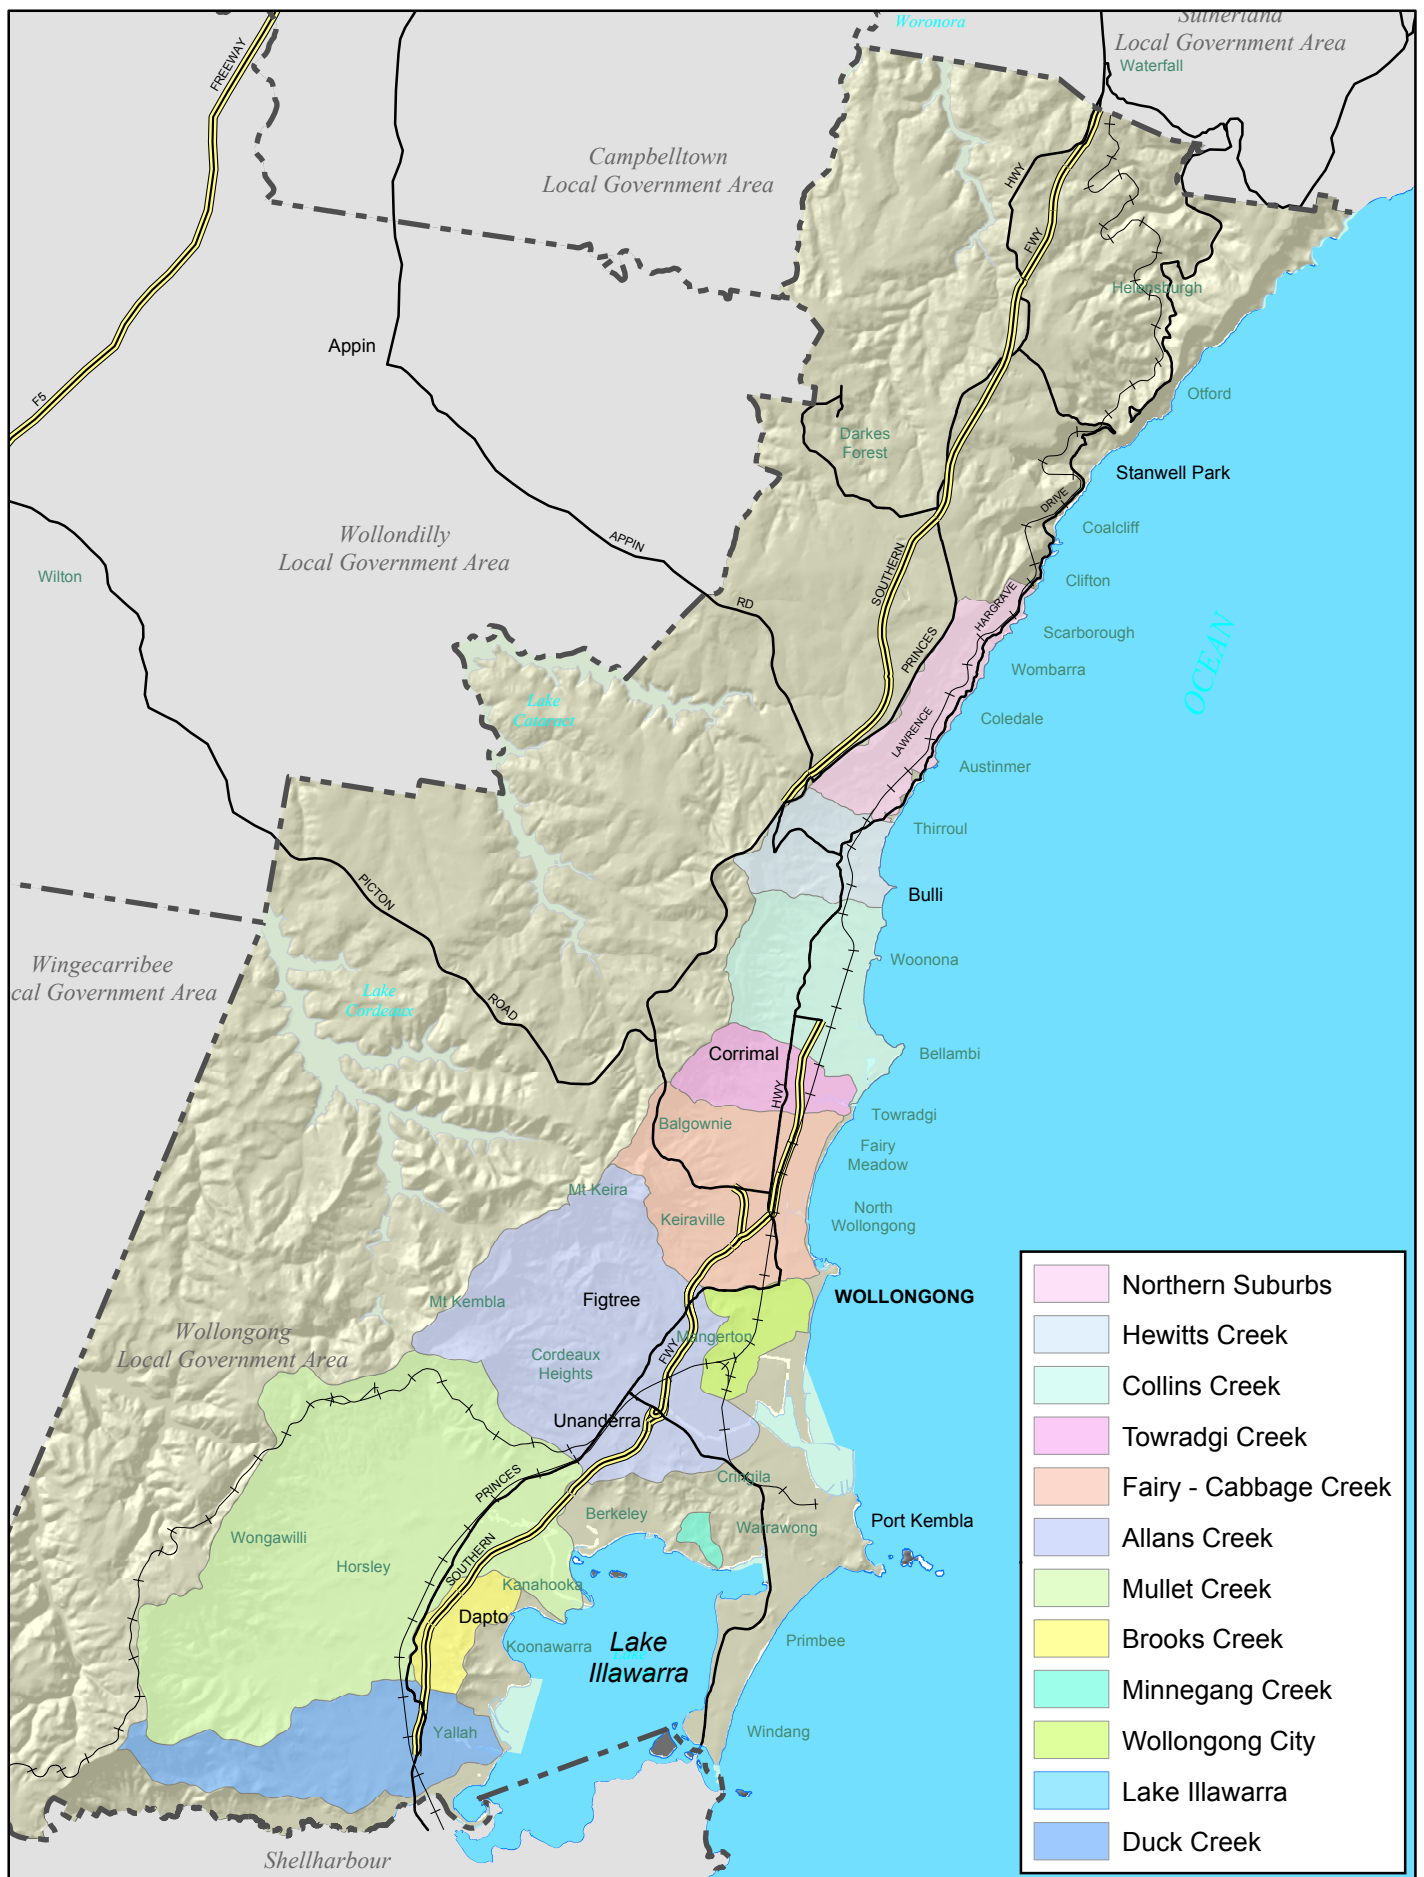 Woronora
Sutherland
Local Government Area
Waterfall
FREEWAY
Campbelltown
Local Government Area
HWY
FWY
Helensburgh
Appin
F5
Otford
Darkes
Forest
Stanwell Park
DRIVE
Coalcliff
Wollondilly
Local Government Area
APPIN
RD
SOUTHERN
Wilton
Clifton
HARGRAVE
Scarborough
PRINCES
Wombarra
OCEAN
Lake
Cataract
LAWRENCE
Coledale
Austinmer
Thirroul
PICTON
Bulli
Wingecarribee
cal Government Area
Woonona
Lake
Cordeaux
ROAD
Corrimal
Bellambi
HWY
Balgownie
Towradgi
Fairy
Meadow
Mt Keira
Keiraville
North
Wollongong
Mt Kembla
Figtree
WOLLONGONG
Wollongong
Local Government Area
Mangerton
FWY
Cordeaux
Heights
Unanderra
PRINCES
Cringila
Berkeley
Warrawong
Port Kembla
Wongawilli
Horsley
SOUTHERN
Kanahooka
Dapto
Koonawarra
Lake
Lake
Illawarra
Primbee
Yallah
Windang
Shellharbour
Northern Suburbs
Hewitts Creek
Collins Creek
Towradgi Creek
Fairy - Cabbage Creek
Allans Creek
Mullet Creek
Brooks Creek
Minnegang Creek
Wollongong City
Lake Illawarra
Duck Creek